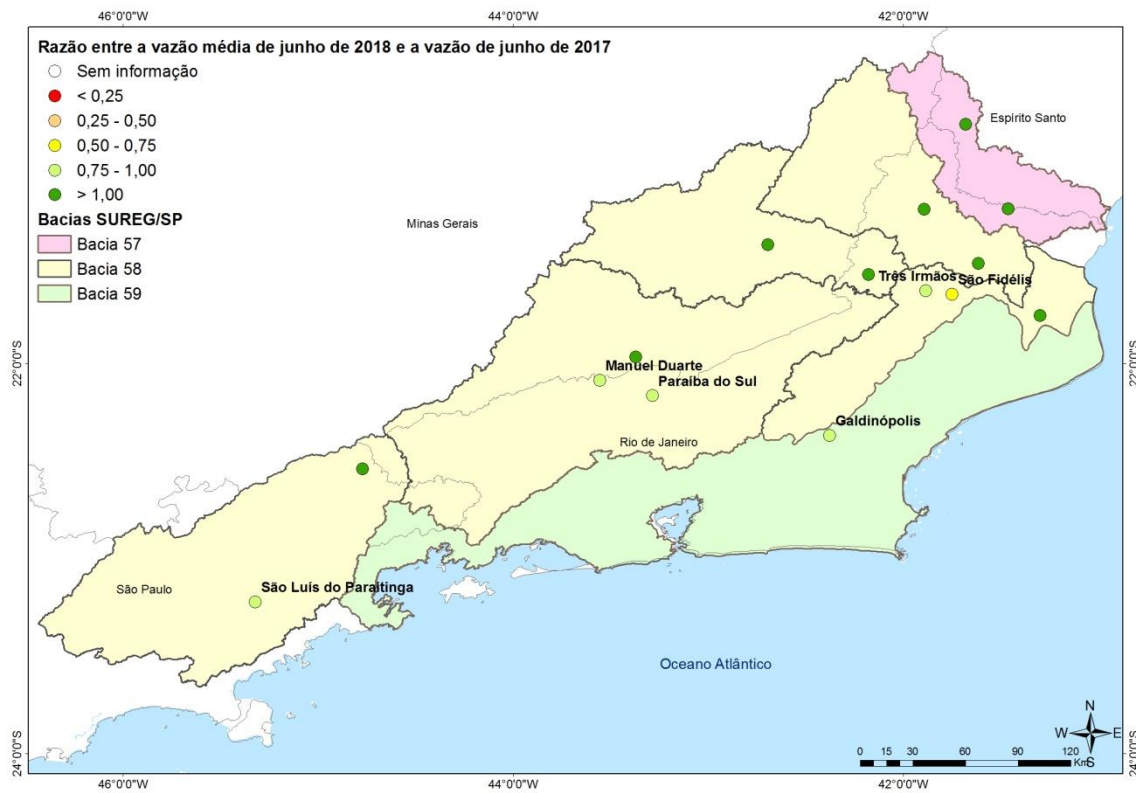 46°0'0"W
44°0'0"W
42°0'0"W
Razão entre a vazão média de junho de 2018 e a vazão de junho de 2017
Sem informação
< 0,25
0,25 - 0,50
0,50 - 0,75
0,75 - 1,00
> 1,00
Bacias SUREG/SP
Bacia 57
Bacia 58
Bacia 59
Espírito Santo
Minas Gerais
Três Irmãos
São Fidélis
22°0'0"S
22°0'0"S
Manuel Duarte
Paraíba do Sul
Galdinópolis
Rio de Janeiro
São Paulo
São Luís do Paraitinga
Oceano Atlântico
N
W
E
S
0 15 30 60 90 120
Km
24°0'0"S
24°0'0"S
46°0'0"W
44°0'0"W
42°0'0"W